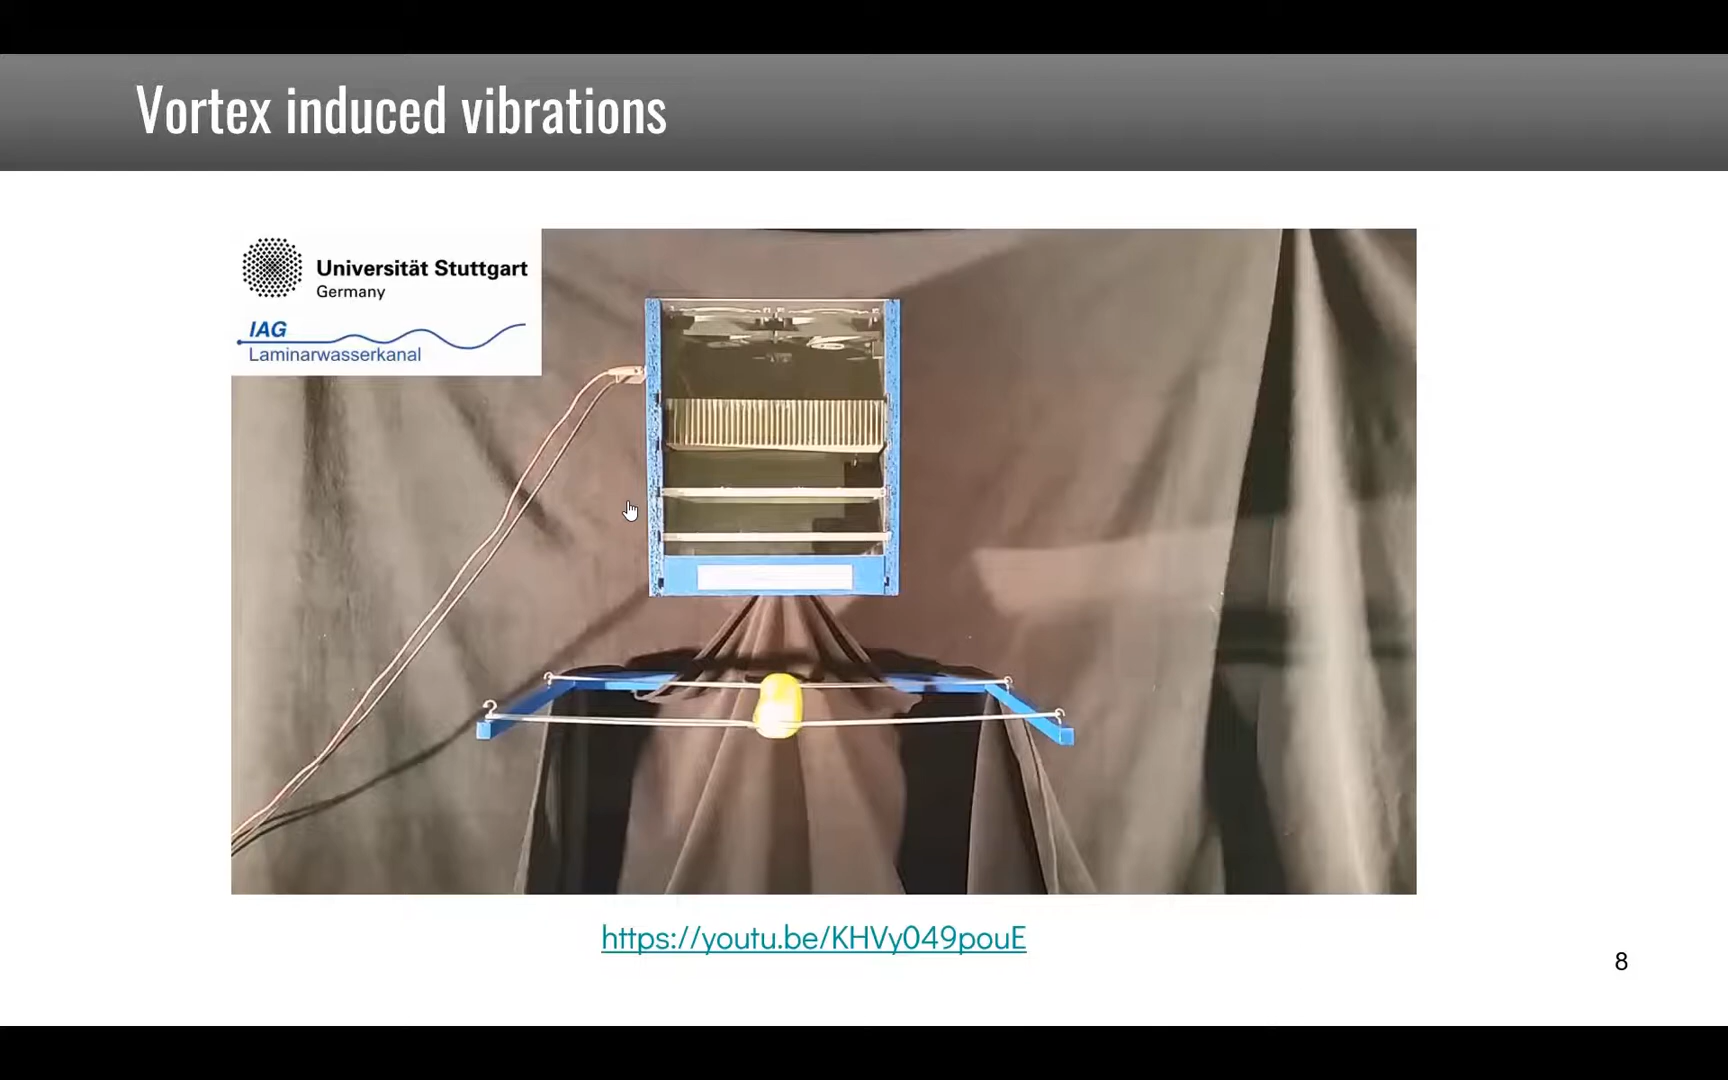 Vortex induced vibrations
Universität Stuttgart
Germany
IAG
Laminarwasserkanal
https://youtu.be/KHVy049pouE
8